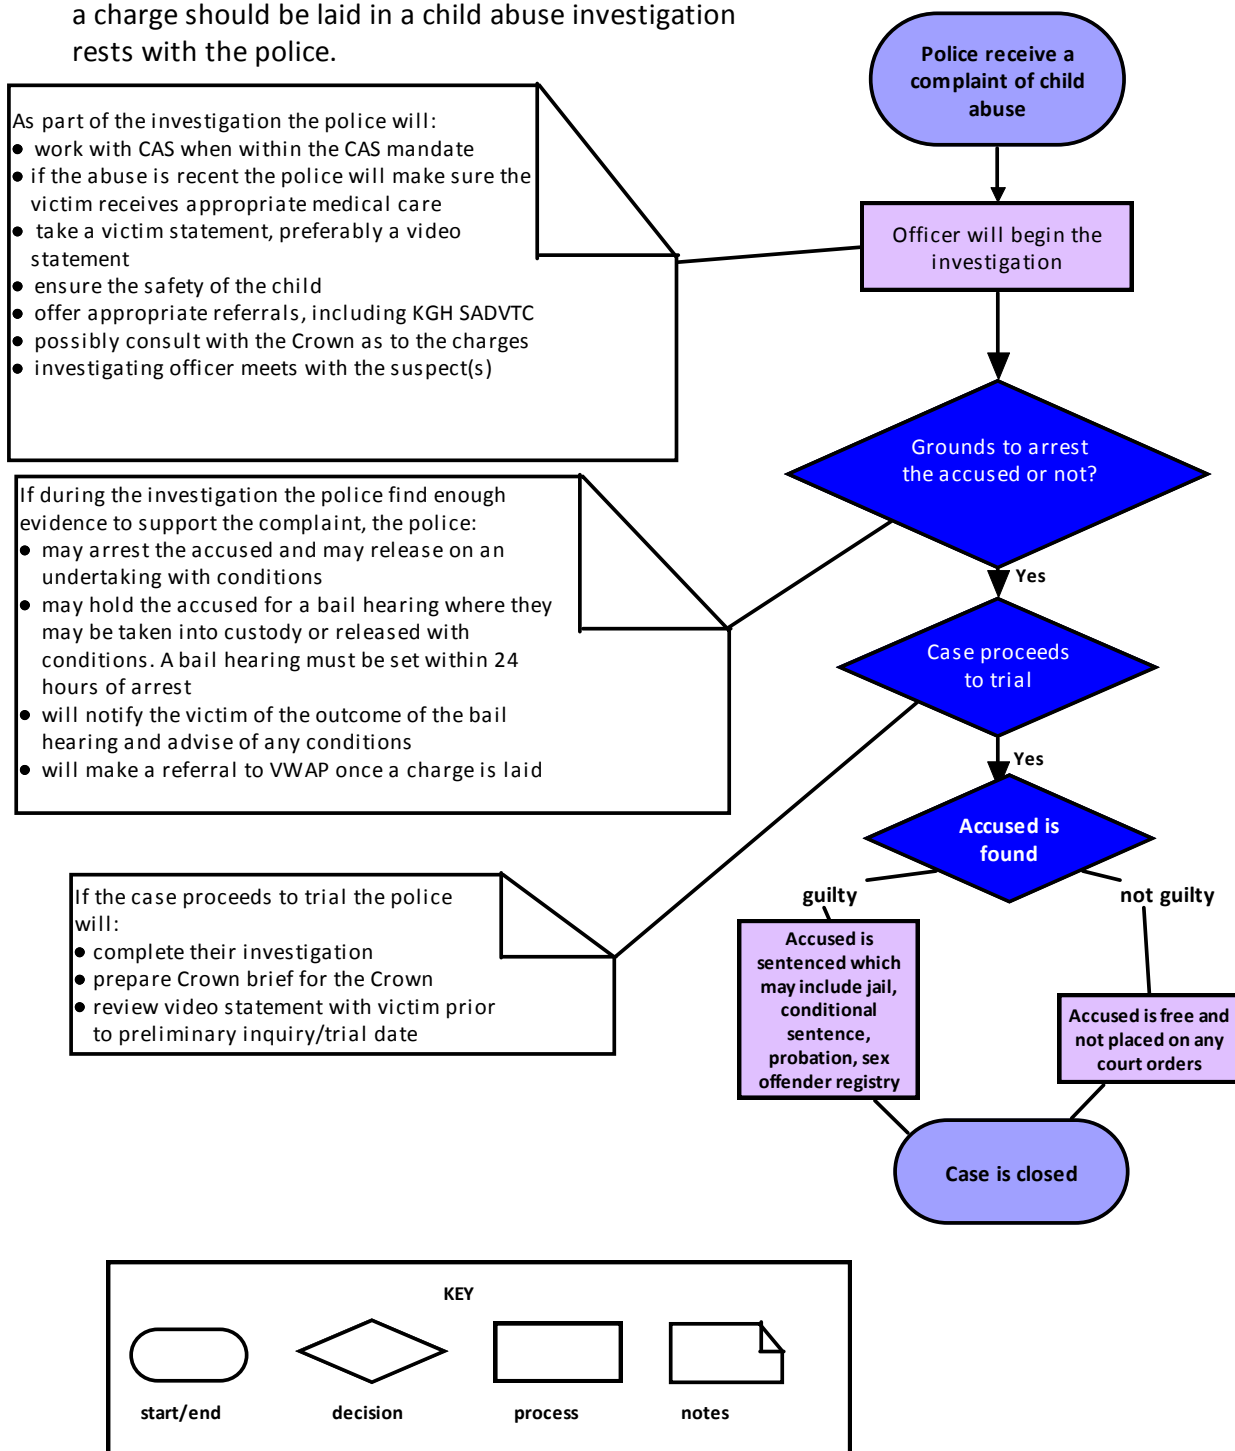 a charge should be laid in a child abuse investigation
rests with the police.
Police receive a
complaint of child
abuse
As part of the investigation the police will:
● work with CAS when within the CAS mandate
● if the abuse is recent the police will make sure the
victim receives appropriate medical care
● take a victim statement, preferably a video
statement
● ensure the safety of the child
● offer appropriate referrals, including KGH SADVTC
● possibly consult with the Crown as to the charges
● investigating officer meets with the suspect(s)
Officer will begin the
investigation
Grounds to arrest
the accused or not?
If during the investigation the police find enough
evidence to support the complaint, the police:
● may arrest the accused and may release on an
undertaking with conditions
● may hold the accused for a bail hearing where they
may be taken into custody or released with
conditions. A bail hearing must be set within 24
hours of arrest
● will notify the victim of the outcome of the bail
hearing and advise of any conditions
● will make a referral to VWAP once a charge is laid
Yes
Case proceeds
to trial
Yes
Accused is
found
If the case proceeds to trial the police
will:
● complete their investigation
● prepare Crown brief for the Crown
● review video statement with victim prior
to preliminary inquiry/trial date
guilty
not guilty
Accused is
sentenced which
may include jail,
conditional
sentence,
probation, sex
offender registry
Accused is free and
not placed on any
court orders
Case is closed
KEY
start/end
decision
process
notes